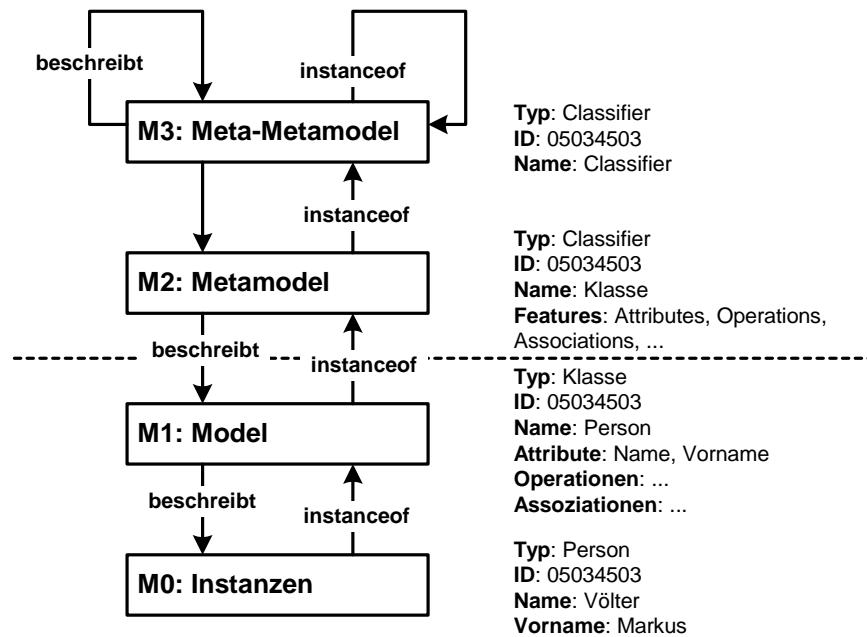 beschreibt
instanceof
M3: Meta-Metamodel
Typ: Classifier
ID: 05034503
Name: Classifier
instanceof
M2: Metamodel
Typ: Classifier
ID: 05034503
Name: Klasse
Features: Attributes, Operations,
Associations, ...
beschreibt
instanceof
M1: Model
Typ: Klasse
ID: 05034503
Name: Person
Attribute: Name, Vorname
Operationen: ...
Assoziationen: ...
beschreibt
instanceof
M0: Instanzen
Typ: Person
ID: 05034503
Name: Völter
Vorname: Markus